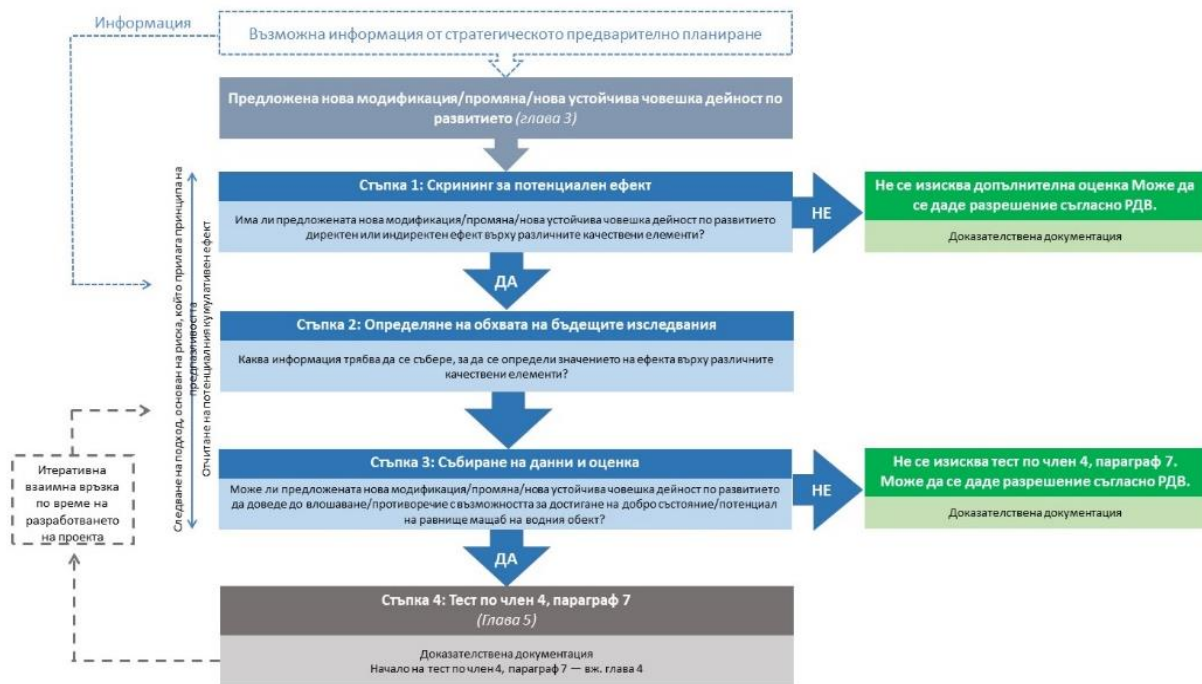 Информация
Възможна информация от стратегическото предварително планиране
Предложена нова модификация/промяна/нова устойчива човешка дейност по
развитието (глава 3)
Стъпка 1: Скрининг за потенциален ефект
Има ли предложената нова модификация/промяна/нова устойчива човешка дейност по развитието
директен или индиректен ефект върху различните качествени елементи?
НЕ
Не се изисква допълнителна оценка Може да
се даде разрешение съгласно РДВ.
Доказателствена документация
ДА
Стъпка 2: Определяне на обхвата на бъдещите изследвания
Каква информация трябва да се събере, за да се определи значението на ефекта върху различните
качествени елементи?
Стъпка 3: Събиране на данни и оценка
Може ли предложената нова модификация/промяна/нова устойчива човешка дейност по развитието
да доведе до влошаване/противоречие с възможността за достигане на добро състояние/потенциал
на равнище мащаб на водния обект?
НЕ
Не се изисква тест по член 4, параграф 7.
Може да се даде разрешение съгласно РДВ.
Доказателствена документация
ДА
Стъпка 4: Тест по член 4, параграф 7
(Глава 5)
Доказателствена документация
Начало на тест по член 4, параграф 7 — вж. глава 4
Следване на подход, основан на риска, който прилага принципа на
предпазливостта
Отчитане на потенциалния кумулативен ефект
Итеративна
взаимна връзка
по време на
разработването
на проекта